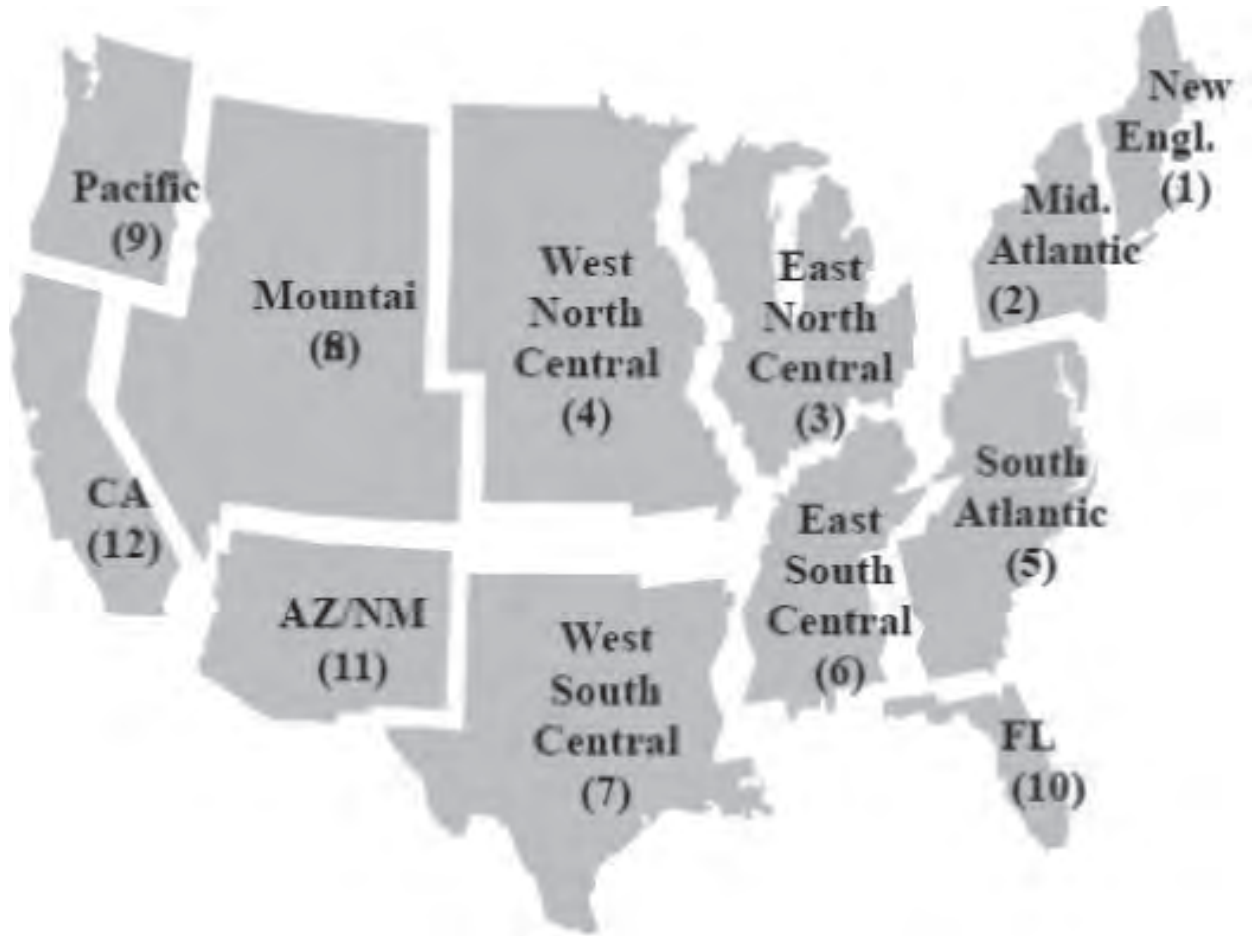 New
Engl.
(1)
Mid.
Atlantic
(2)
Pacific
(9)
Mountai
(8)
West
North
Central
(4)
East
North
Central
(3)
South
Atlantic
(5)
CA
(12)
East
South
Central
(6)
AZ/NM
(11)
West
South
Central
(7)
FL
(10)